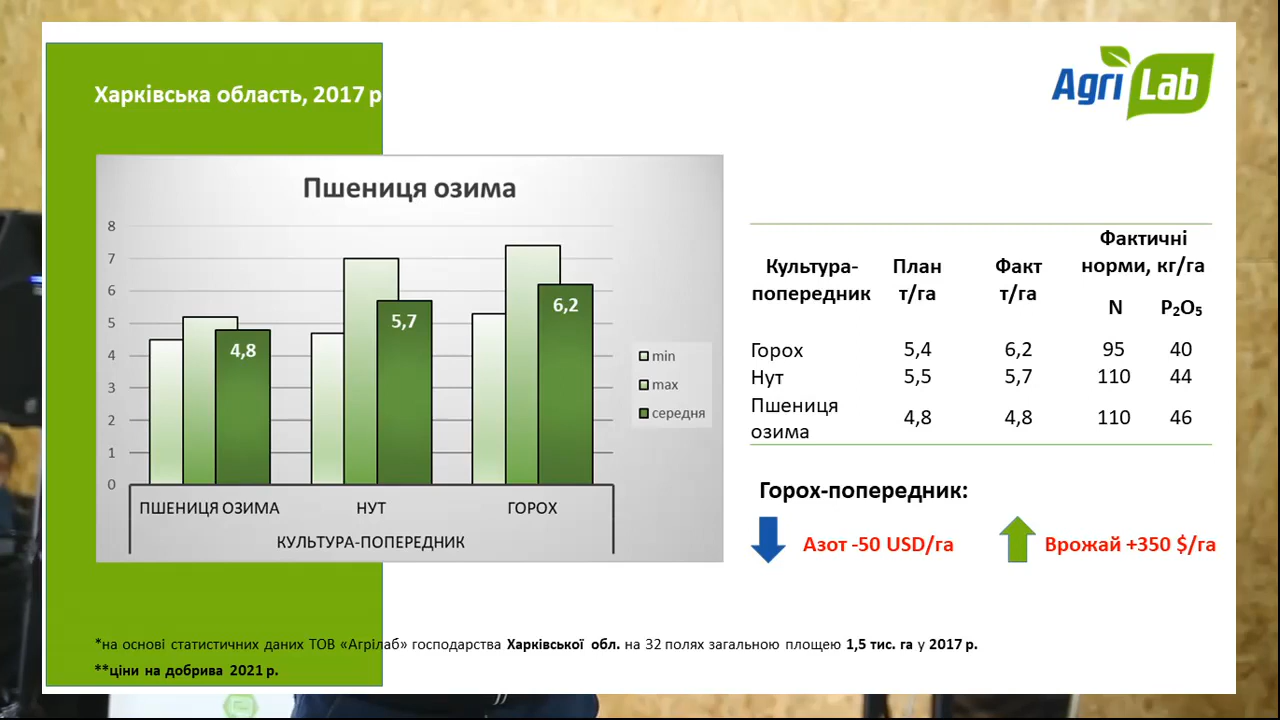 Харківська область, 2017 р
Agri Lab
Пшениця озима
8
7
6
5
4
3
2
1
0
4,8
5,7
6,2
min
max
середня
ПШЕНИЦЯ ОЗИМА НУТ ГОРОХ
КУЛЬТУРА-ПОПЕРЕДНИК
Культура-попередник План т/га Факт т/га Фактичні норми, кг/га
N P₂O₅
Горох 5,4 6,2 95 40
Нут 5,5 5,7 110 44
Пшениця озима 4,8 4,8 110 46
Горох-попередник:
Азот -50 USD/га Врожай +350 $/га
*на основі статистичних даних ТОВ «Агрілаб» господарства Харківської обл. на 32 полях загальною площею 1,5 тис. га у 2017 р.
**ціни на добрива 2021 р.